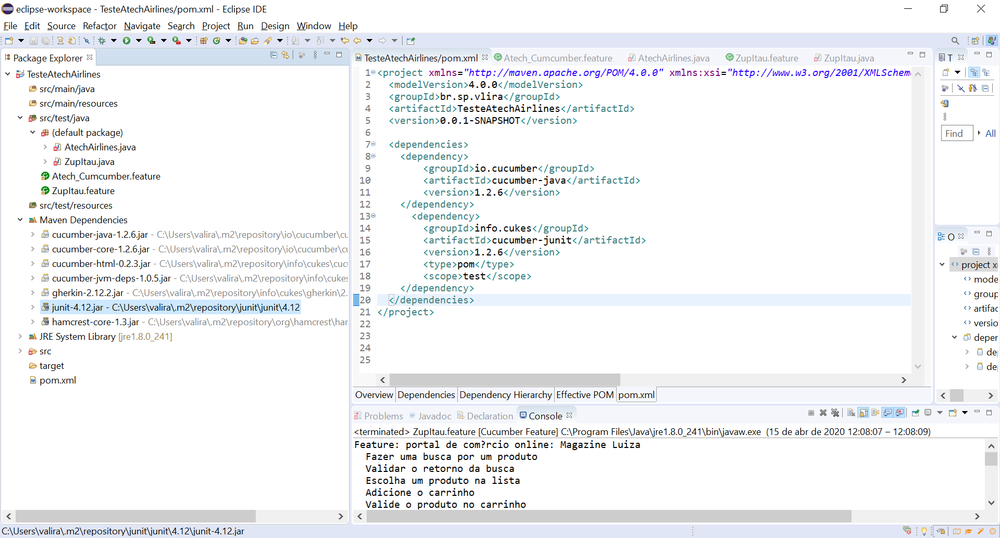 eclipse-workspace - TesteAtechAirlines/pom.xml - Eclipse IDE
File Edit Source Refactor Navigate Search Project Run Design Window Help
Package Explorer
TesteAtechAirlines
src/main/java
src/main/resources
src/test/java
(default package)
AtechAirlines.java
ZupItau.java
Atech_Cumcumber.feature
ZupItau.feature
src/test/resources
Maven Dependencies
cucumber-java-1.2.6.jar - C:\Users\valira\.m2\repository\io\cucumber\cu
cucumber-core-1.2.6.jar - C:\Users\valira\.m2\repository\io\cucumber\cu
cucumber-html-0.2.3.jar - C:\Users\valira\.m2\repository\info\cukes\cuc
cucumber-jvm-deps-1.0.5.jar - C:\Users\valira\.m2\repository\info\cukes
gherkin-2.12.2.jar - C:\Users\valira\.m2\repository\info\cukes\gherkin\2.
junit-4.12.jar - C:\Users\valira\.m2\repository\junit\junit\4.12
hamcrest-core-1.3.jar - C:\Users\valira\.m2\repository\org\hamcrest\har
JRE System Library [jre1.8.0_241]
src
target
pom.xml
TesteAtechAirlines/pom.xml Atech_Cumcumber.feature AtechAirlines.java ZupItau.feature ZupItau.java
1 <project xmlns="http://maven.apache.org/POM/4.0.0" xmlns:xsi="http://www.w3.org/2001/XMLSchem
2 <modelVersion>4.0.0</modelVersion>
3 <groupId>br.sp.vlira</groupId>
4 <artifactId>TesteAtechAirlines</artifactId>
5 <version>0.0.1-SNAPSHOT</version>
6
7 <dependencies>
8 <dependency>
9 <groupId>io.cucumber</groupId>
10 <artifactId>cucumber-java</artifactId>
11 <version>1.2.6</version>
12 </dependency>
13 <dependency>
14 <groupId>info.cukes</groupId>
15 <artifactId>cucumber-junit</artifactId>
16 <version>1.2.6</version>
17 <type>pom</type>
18 <scope>test</scope>
19 </dependency>
20 </dependencies>
21 </project>
22
23
24
25
Overview Dependencies Dependency Hierarchy Effective POM pom.xml
T
Find All
O
project x
mode
group
artifac
versio
deper
de
de
Problems Javadoc Declaration Console
<terminated> ZupItau.feature [Cucumber Feature] C:\Program Files\Java\jre1.8.0_241\bin\javaw.exe (15 de abr de 2020 12:08:07 – 12:08:09)
Feature: portal de com?rcio online: Magazine Luiza
Fazer uma busca por um produto
Validar o retorno da busca
Escolha um produto na lista
Adicione o carrinho
Valide o produto no carrinho
C:\Users\valira\.m2\repository\junit\junit\4.12\junit-4.12.jar